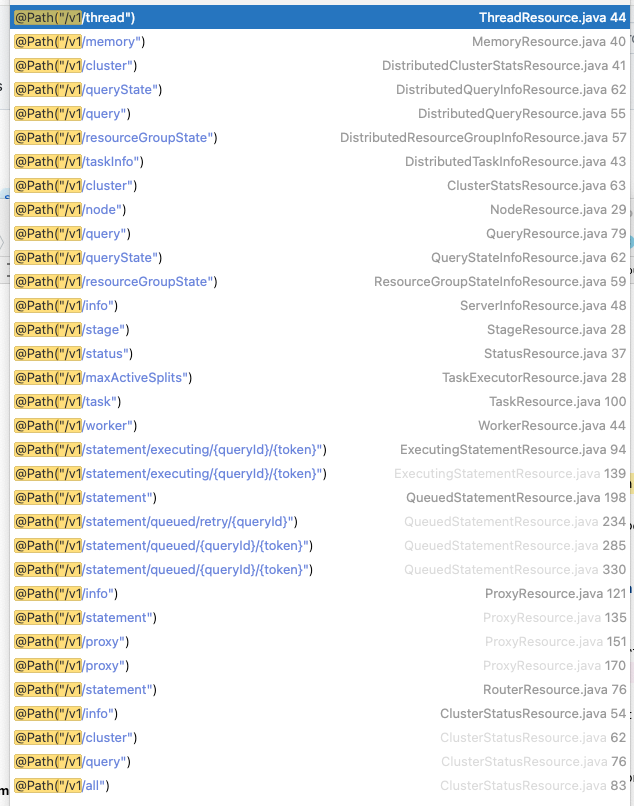 @Path("/v1/thread") ThreadResource.java 44
@Path("/v1/memory") MemoryResource.java 40
@Path("/v1/cluster") DistributedClusterStatsResource.java 41
@Path("/v1/queryState") DistributedQueryInfoResource.java 62
@Path("/v1/query") DistributedQueryResource.java 55
@Path("/v1/resourceGroupState") DistributedResourceGroupInfoResource.java 57
@Path("/v1/taskInfo") DistributedTaskInfoResource.java 43
@Path("/v1/cluster") ClusterStatsResource.java 63
@Path("/v1/node") NodeResource.java 29
@Path("/v1/query") QueryResource.java 79
@Path("/v1/queryState") QueryStateInfoResource.java 62
@Path("/v1/resourceGroupState") ResourceGroupStateInfoResource.java 59
@Path("/v1/info") ServerInfoResource.java 48
@Path("/v1/stage") StageResource.java 28
@Path("/v1/status") StatusResource.java 37
@Path("/v1/maxActiveSplits") TaskExecutorResource.java 28
@Path("/v1/task") TaskResource.java 100
@Path("/v1/worker") WorkerResource.java 44
@Path("/v1/statement/executing/{queryId}/{token}") ExecutingStatementResource.java 94
@Path("/v1/statement/executing/{queryId}/{token}") ExecutingStatementResource.java 139
@Path("/v1/statement") QueuedStatementResource.java 198
@Path("/v1/statement/queued/retry/{queryId}") QueuedStatementResource.java 234
@Path("/v1/statement/queued/{queryId}/{token}") QueuedStatementResource.java 285
@Path("/v1/statement/queued/{queryId}/{token}") QueuedStatementResource.java 330
@Path("/v1/info") ProxyResource.java 121
@Path("/v1/statement") ProxyResource.java 135
@Path("/v1/proxy") ProxyResource.java 151
@Path("/v1/proxy") ProxyResource.java 170
@Path("/v1/statement") RouterResource.java 76
@Path("/v1/info") ClusterStatusResource.java 54
@Path("/v1/cluster") ClusterStatusResource.java 62
@Path("/v1/query") ClusterStatusResource.java 76
@Path("/v1/all") ClusterStatusResource.java 83